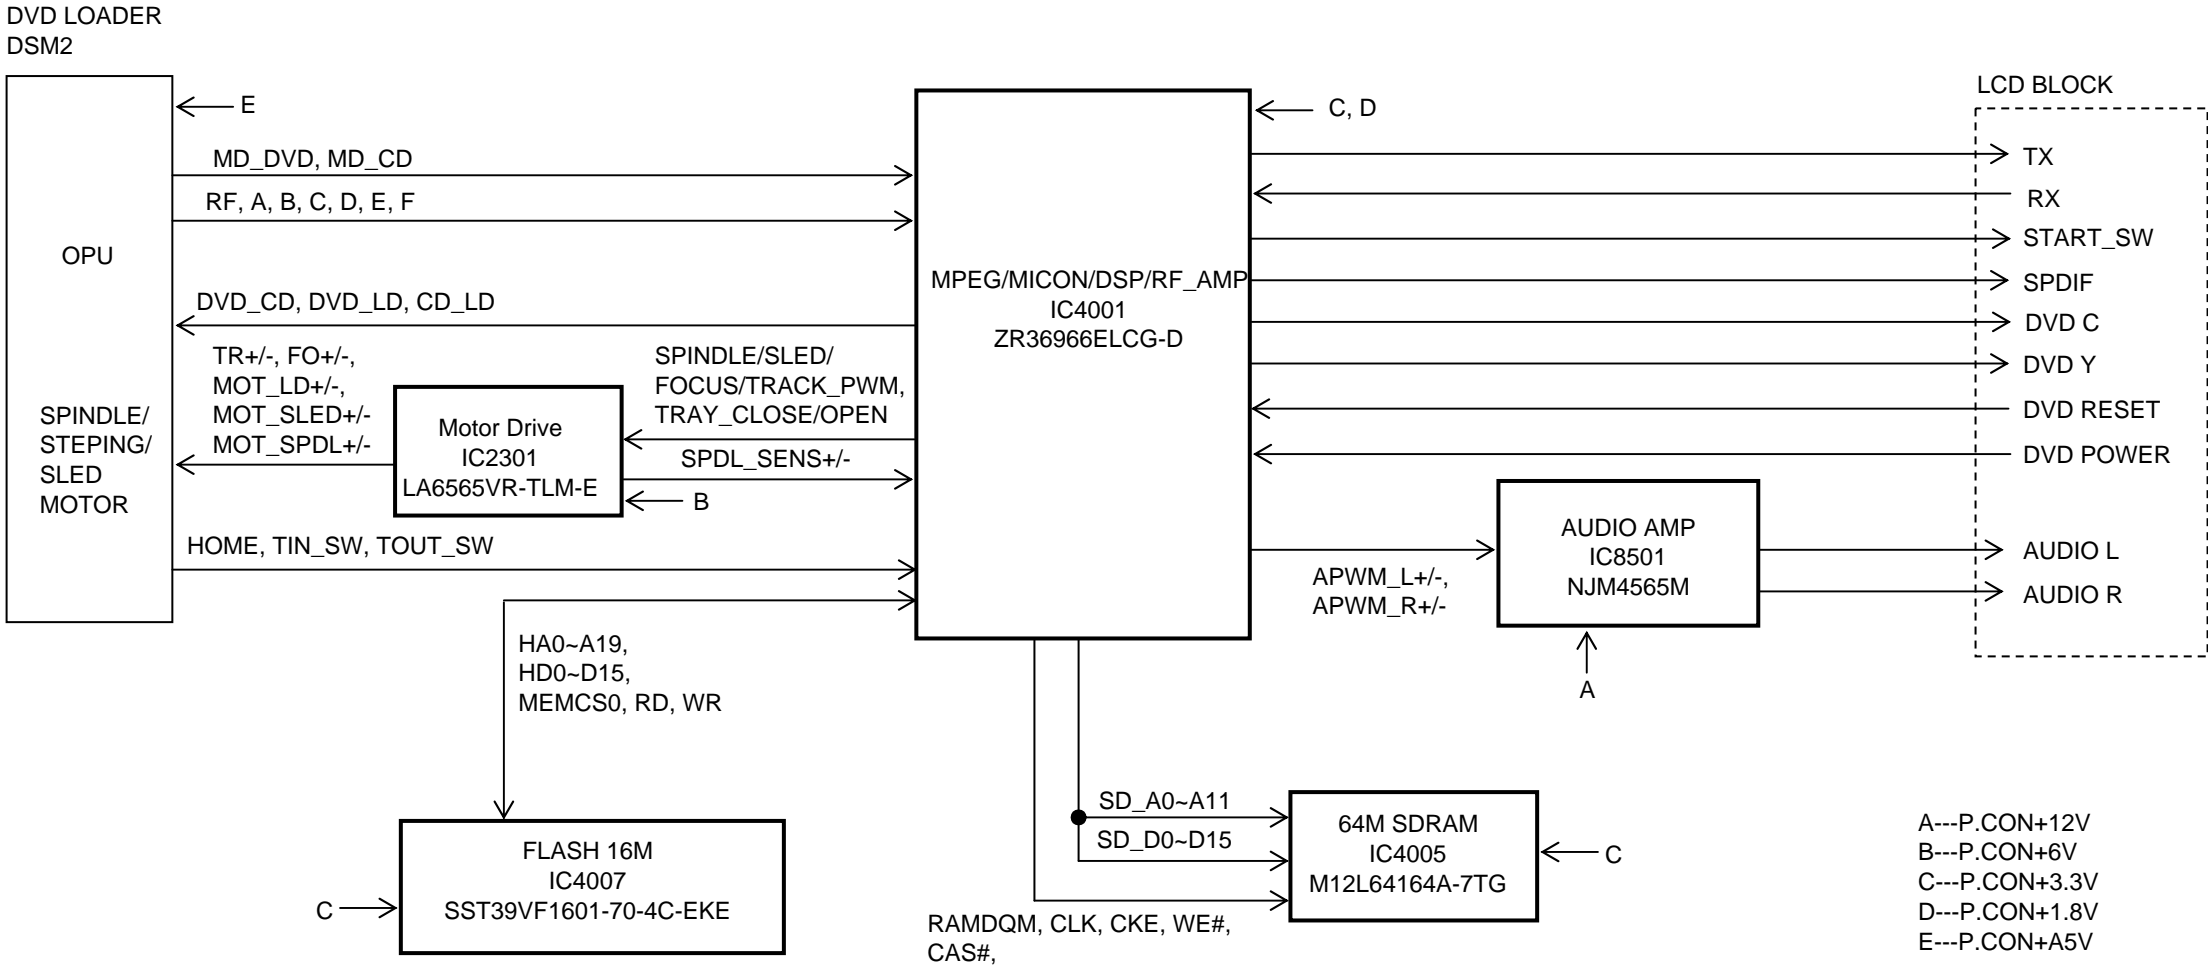 DVD LOADER
DSM2
E
MD_DVD, MD_CD
RF, A, B, C, D, E, F
OPU
DVD_CD, DVD_LD, CD_LD
TR+/-, FO+/-,
MOT_LD+/-,
MOT_SLED+/-
MOT_SPDL+/-
SPINDLE/
STEPING/
SLED
MOTOR
Motor Drive
IC2301
LA6565VR-TLM-E
SPINDLE/SLED/
FOCUS/TRACK_PWM,
TRAY_CLOSE/OPEN
SPDL_SENS+/-
B
HOME, TIN_SW, TOUT_SW
HA0~A19,
HD0~D15,
MEMCS0, RD, WR
C
FLASH 16M
IC4007
SST39VF1601-70-4C-EKE
MPEG/MICON/DSP/RF_AMP
IC4001
ZR36966ELCG-D
C, D
LCD BLOCK
TX
RX
START_SW
SPDIF
DVD C
DVD Y
DVD RESET
DVD POWER
AUDIO L
AUDIO R
APWM_L+/-,
APWM_R+/-
AUDIO AMP
IC8501
NJM4565M
A
SD_A0~A11
SD_D0~D15
64M SDRAM
IC4005
M12L64164A-7TG
C
RAMDQM, CLK, CKE, WE#,
CAS#,
A---P.CON+12V
B---P.CON+6V
C---P.CON+3.3V
D---P.CON+1.8V
E---P.CON+A5V